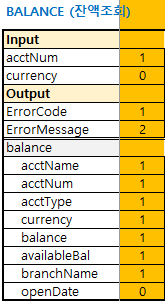 BALANCE (잔액조회)
Input
acctNum 1
currency 0
Output
ErrorCode 1
ErrorMessage 2
balance
acctName 1
acctNum 1
acctType 1
currency 1
balance 1
availableBal 1
branchName 1
openDate 0